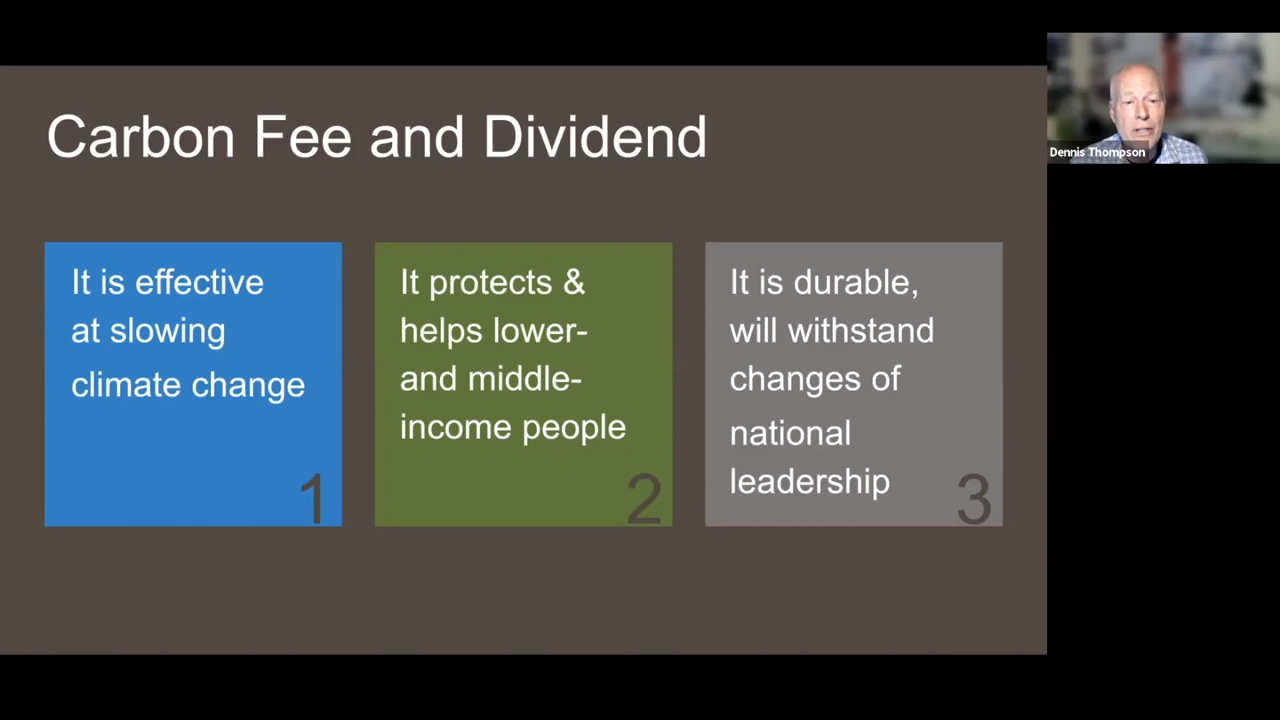 Carbon Fee and Dividend
It is effective
at slowing
climate change
1
It protects &
helps lower-
and middle-
income people
2
It is durable,
will withstand
changes of
national
leadership
3
Dennis Thompson